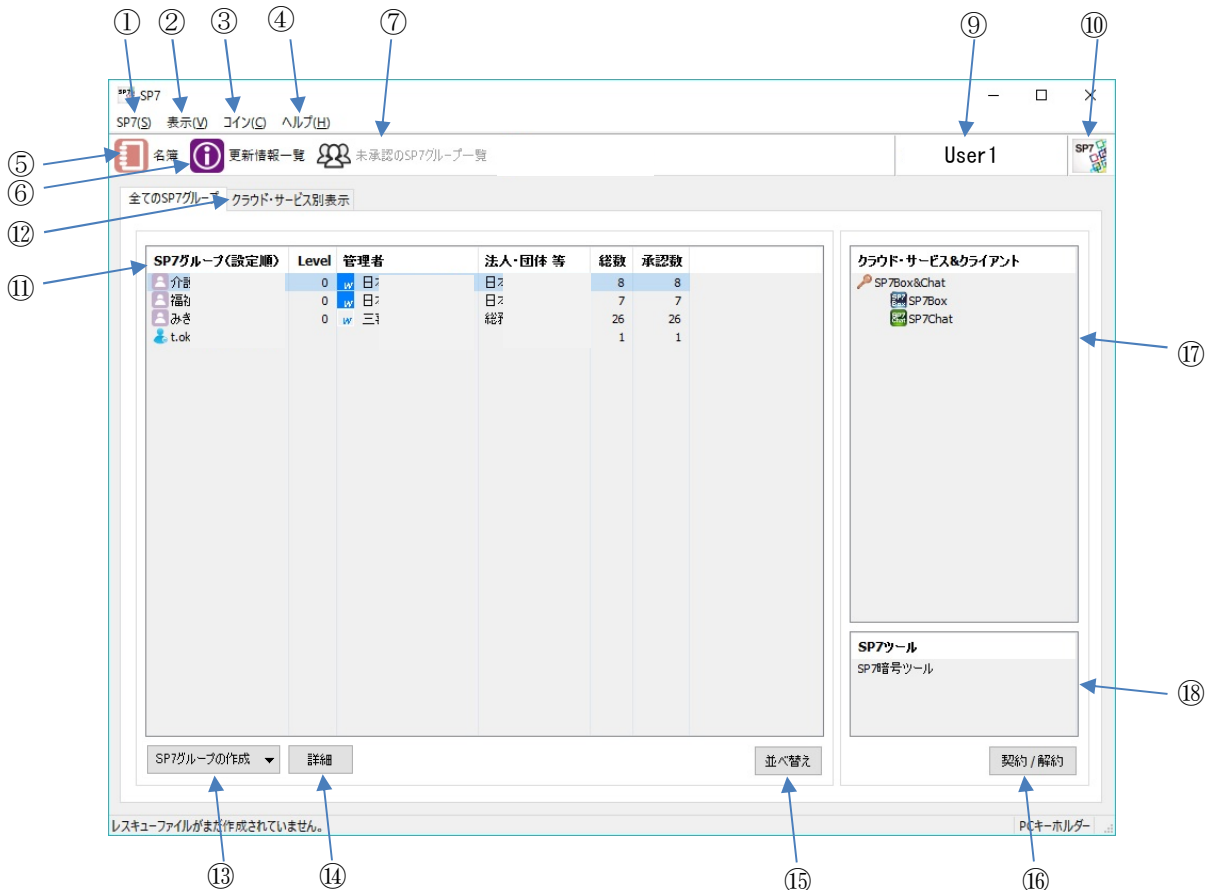 ① ② ③ ④ ⑦ ⑨ ⑩
SP7
SP7(S) 表示(V) コイン(C) ヘルプ(H)
⑤ 名簿 更新情報一覧 未承認のSP7グループ一覧 User1 SP7
⑥
全てのSP7グループ クラウド・サービス別表示
⑫
SP7グループ(設定順) Level 管理者 法人・団体 等 総数 承認数 クラウド・サービス&クライアント
⑪
介 0 w 日 日 8 8 SP7Box&Chat
福祉 0 w 日 日 7 7 SP7Box
みき 0 w 三 総務 26 26 SP7Chat
t.ok 1 1
⑰
SP7ツール
SP7暗号ツール
⑱
SP7グループの作成 詳細 並べ替え 契約/解約
レスキューファイルがまだ作成されていません。 PCキーホルダー
⑬ ⑭ ⑮ ⑯